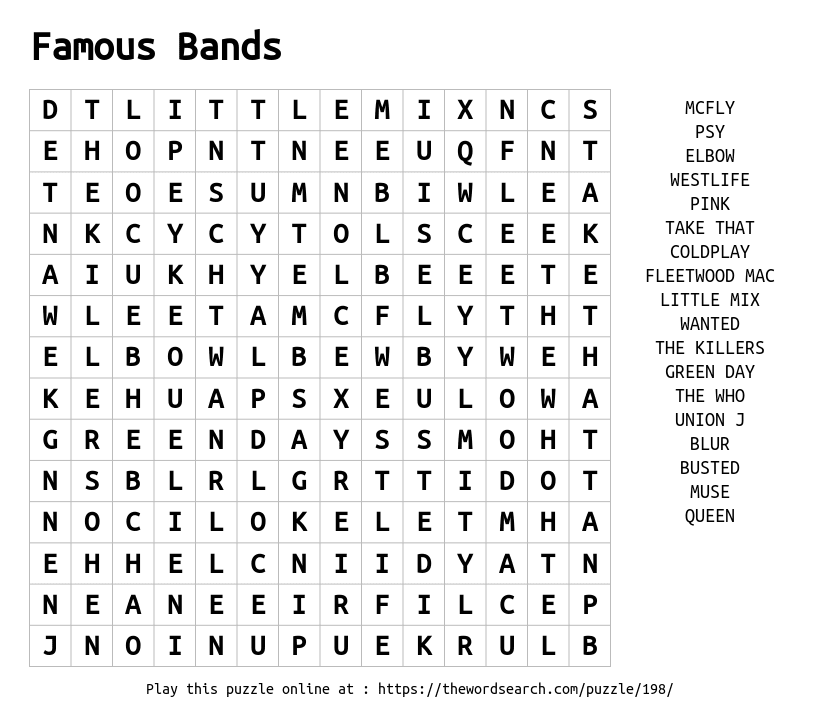 Famous Bands
D T L I T T L E M I X N C S
E H O P N T N E E U Q F N T
T E O E S U M N B I W L E A
N K C Y C Y T O L S C E E K
A I U K H Y E L B E E E T E
W L E E T A M C F L Y T H T
E L B O W L B E W B Y W E H
K E H U A P S X E U L O W A
G R E E N D A Y S S M O H T
N S B L R L G R T T I D O T
N O C I L O K E L E T M H A
E H H E L C N I I D Y A T N
N E A N E E I R F I L C E P
J N O I N U P U E K R U L B
MCFLY
PSY
ELBOW
WESTLIFE
PINK
TAKE THAT
COLDPLAY
FLEETWOOD MAC
LITTLE MIX
WANTED
THE KILLERS
GREEN DAY
THE WHO
UNION J
BLUR
BUSTED
MUSE
QUEEN
Play this puzzle online at : https://thewordsearch.com/puzzle/198/